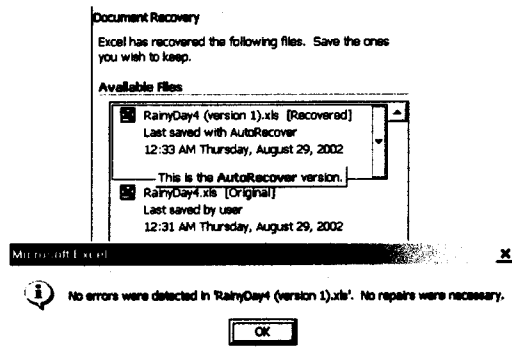 Document Recovery
Excel has recovered the following files. Save the ones
you wish to keep.
Available Files
RainyDay4 (version 1).xls [Recovered]
Last saved with AutoRecover
12:33 AM Thursday, August 29, 2002
This is the AutoRecover version.
RainyDay4.xls [Original]
Last saved by user
12:31 AM Thursday, August 29, 2002
Microsoft Excel
No errors were detected in 'RainyDay4 (version 1).xls'. No repairs were necessary.
OK